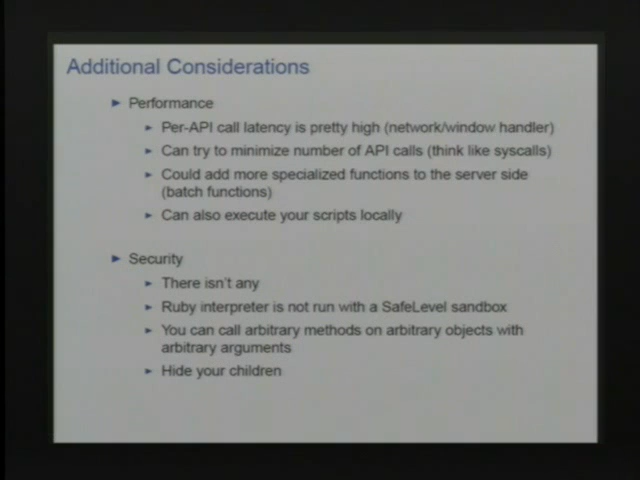 Additional Considerations
Performance
Per-API call latency is pretty high (network/window handler)
Can try to minimize number of API calls (think like syscalls)
Could add more specialized functions to the server side
(batch functions)
Can also execute your scripts locally
Security
There isn't any
Ruby interpreter is not run with a SafeLevel sandbox
You can call arbitrary methods on arbitrary objects with
arbitrary arguments
Hide your children